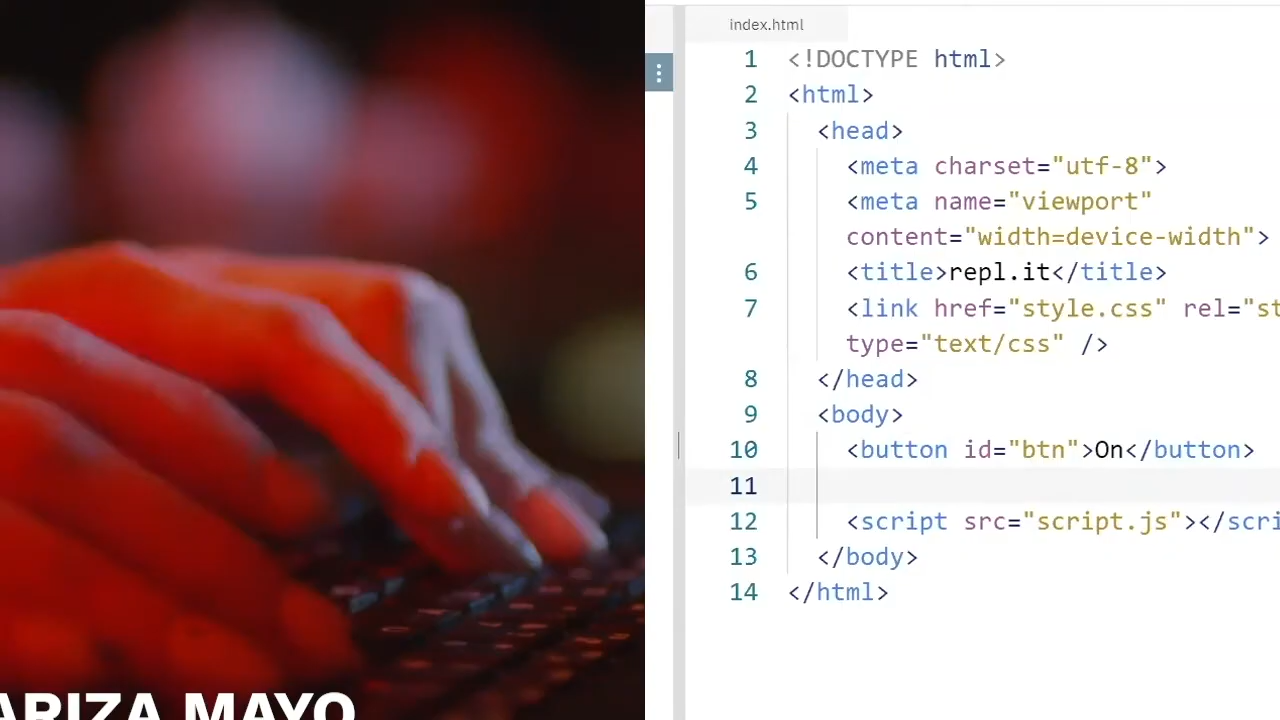 index.html
1 <!DOCTYPE html>
2 <html>
3 <head>
4 <meta charset="utf-8">
5 <meta name="viewport"
content="width=device-width">
6 <title>repl.it</title>
7 <link href="style.css" rel="st
type="text/css" />
8 </head>
9 <body>
10 <button id="btn">On</button>
11
12 <script src="script.js"></scri
13 </body>
14 </html>
ARIZA MAYO